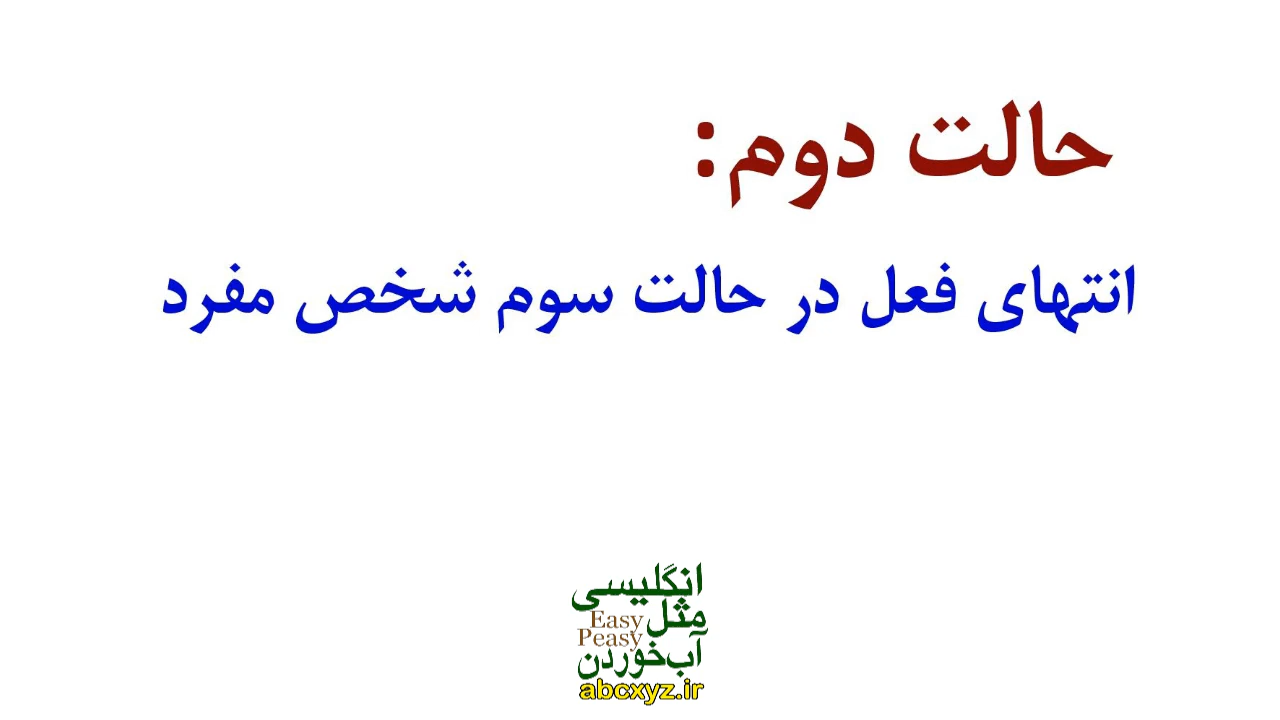 حالت دوم:
انتهای فعل در حالت سوم شخص مفرد
انگلیسی
مثل Easy
Peasy
آب‌خوردن
abcxyz.ir